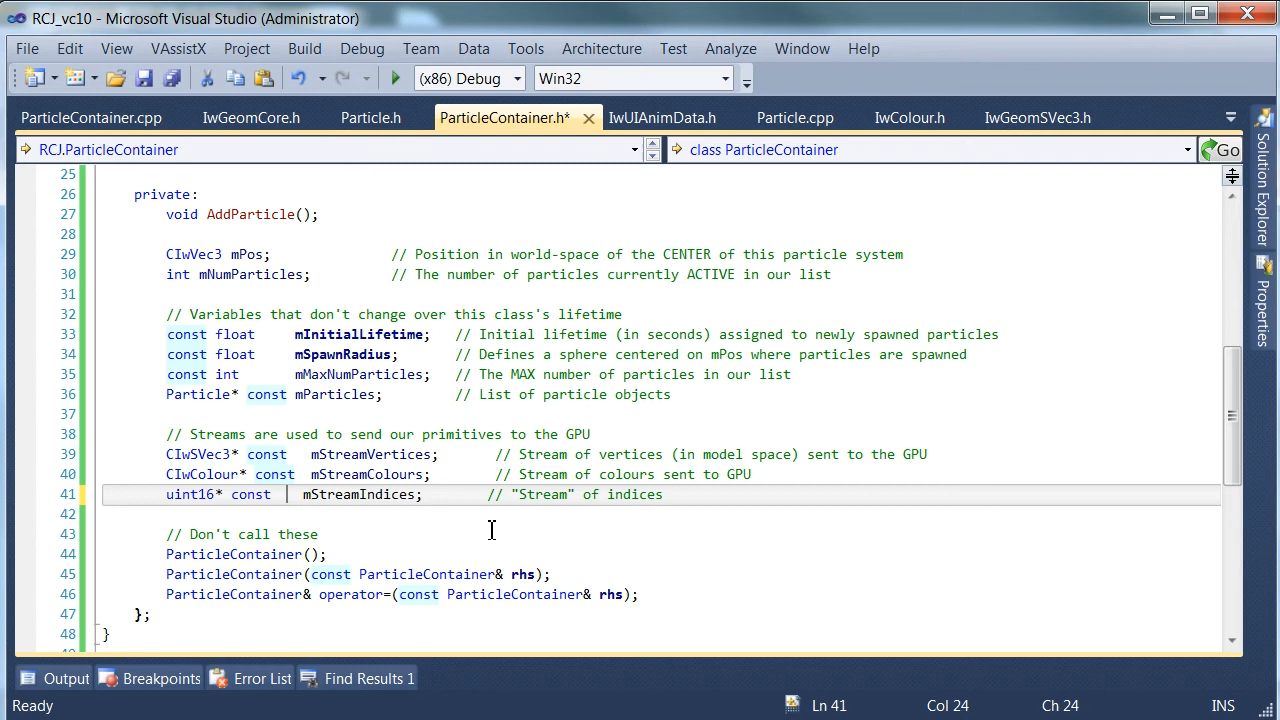 RCJ_vc10 - Microsoft Visual Studio (Administrator)
File Edit View VAssistX Project Build Debug Team Data Tools Architecture Test Analyze Window Help
(x86) Debug Win32
ParticleContainer.cpp IwGeomCore.h Particle.h ParticleContainer.h* IwUIAnimData.h Particle.cpp IwColour.h IwGeomSVec3.h
RCJ.ParticleContainer class ParticleContainer Go
25
26 private:
27 void AddParticle();
28
29 CIwVec3 mPos; // Position in world-space of the CENTER of this particle system
30 int mNumParticles; // The number of particles currently ACTIVE in our list
31
32 // Variables that don't change over this class's lifetime
33 const float mInitialLifetime; // Initial lifetime (in seconds) assigned to newly spawned particles
34 const float mSpawnRadius; // Defines a sphere centered on mPos where particles are spawned
35 const int mMaxNumParticles; // The MAX number of particles in our list
36 Particle* const mParticles; // List of particle objects
37
38 // Streams are used to send our primitives to the GPU
39 CIwSVec3* const mStreamVertices; // Stream of vertices (in model space) sent to the GPU
40 CIwColour* const mStreamColours; // Stream of colours sent to GPU
41 uint16* const mStreamIndices; // "Stream" of indices
42
43 // Don't call these
44 ParticleContainer();
45 ParticleContainer(const ParticleContainer& rhs);
46 ParticleContainer& operator=(const ParticleContainer& rhs);
47 };
48 }
Solution Explorer
Properties
Output Breakpoints Error List Find Results 1
Ready Ln 41 Col 24 Ch 24 INS